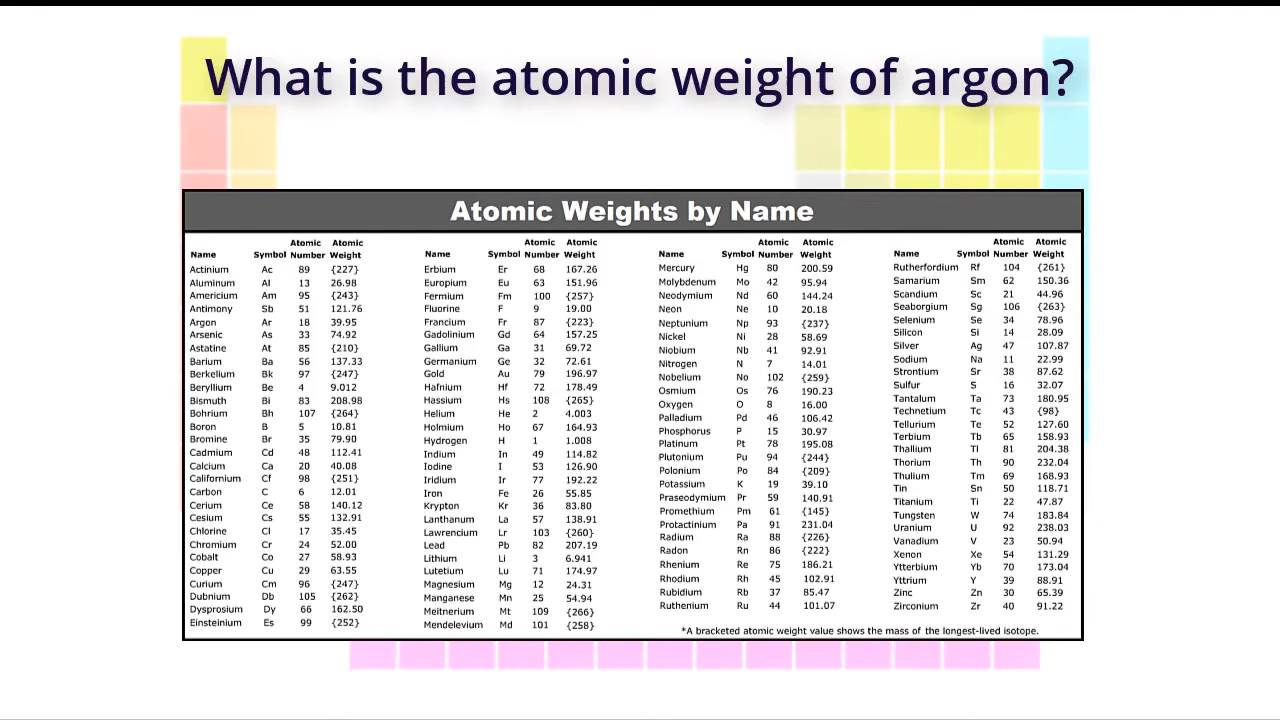 What is the atomic weight of argon?
Atomic Weights by Name
Name Symbol Atomic Number Atomic Weight
Actinium Ac 89 {227}
Aluminum Al 13 26.98
Americium Am 95 {243}
Antimony Sb 51 121.76
Argon Ar 18 39.95
Arsenic As 33 74.92
Astatine At 85 {210}
Barium Ba 56 137.33
Berkelium Bk 97 {247}
Beryllium Be 4 9.012
Bismuth Bi 83 208.98
Bohrium Bh 107 {264}
Boron B 5 10.81
Bromine Br 35 79.90
Cadmium Cd 48 112.41
Calcium Ca 20 40.08
Californium Cf 98 {251}
Carbon C 6 12.01
Cerium Ce 58 140.12
Cesium Cs 55 132.91
Chlorine Cl 17 35.45
Chromium Cr 24 52.00
Cobalt Co 27 58.93
Copper Cu 29 63.55
Curium Cm 96 {247}
Dubnium Db 105 {262}
Dysprosium Dy 66 162.50
Einsteinium Es 99 {252}
Name Symbol Atomic Number Atomic Weight
Erbium Er 68 167.26
Europium Eu 63 151.96
Fermium Fm 100 {257}
Fluorine F 9 19.00
Francium Fr 87 {223}
Gadolinium Gd 64 157.25
Gallium Ga 31 69.72
Germanium Ge 32 72.61
Gold Au 79 196.97
Hafnium Hf 72 178.49
Hassium Hs 108 {265}
Helium He 2 4.003
Holmium Ho 67 164.93
Hydrogen H 1 1.008
Indium In 49 114.82
Iodine I 53 126.90
Iridium Ir 77 192.22
Iron Fe 26 55.85
Krypton Kr 36 83.80
Lanthanum La 57 138.91
Lawrencium Lr 103 {260}
Lead Pb 82 207.19
Lithium Li 3 6.941
Lutetium Lu 71 174.97
Magnesium Mg 12 24.31
Manganese Mn 25 54.94
Meitnerium Mt 109 {266}
Mendelevium Md 101 {258}
Name Symbol Atomic Number Atomic Weight
Mercury Hg 80 200.59
Molybdenum Mo 42 95.94
Neodymium Nd 60 144.24
Neon Ne 10 20.18
Neptunium Np 93 {237}
Nickel Ni 28 58.69
Niobium Nb 41 92.91
Nitrogen N 7 14.01
Nobelium No 102 {259}
Osmium Os 76 190.23
Oxygen O 8 16.00
Palladium Pd 46 106.42
Phosphorus P 15 30.97
Platinum Pt 78 195.08
Plutonium Pu 94 {244}
Polonium Po 84 {209}
Potassium K 19 39.10
Praseodymium Pr 59 140.91
Promethium Pm 61 {145}
Protactinium Pa 91 231.04
Radium Ra 88 {226}
Radon Rn 86 {222}
Rhenium Re 75 186.21
Rhodium Rh 45 102.91
Rubidium Rb 37 85.47
Ruthenium Ru 44 101.07
Name Symbol Atomic Number Atomic Weight
Rutherfordium Rf 104 {261}
Samarium Sm 62 150.36
Scandium Sc 21 44.96
Seaborgium Sg 106 {263}
Selenium Se 34 78.96
Silicon Si 14 28.09
Silver Ag 47 107.87
Sodium Na 11 22.99
Strontium Sr 38 87.62
Sulfur S 16 32.07
Tantalum Ta 73 180.95
Technetium Tc 43 {98}
Tellurium Te 52 127.60
Terbium Tb 65 158.93
Thallium Tl 81 204.38
Thorium Th 90 232.04
Thulium Tm 69 168.93
Tin Sn 50 118.71
Titanium Ti 22 47.87
Tungsten W 74 183.84
Uranium U 92 238.03
Vanadium V 23 50.94
Xenon Xe 54 131.29
Ytterbium Yb 70 173.04
Yttrium Y 39 88.91
Zinc Zn 30 65.39
Zirconium Zr 40 91.22
*A bracketed atomic weight value shows the mass of the longest-lived isotope.